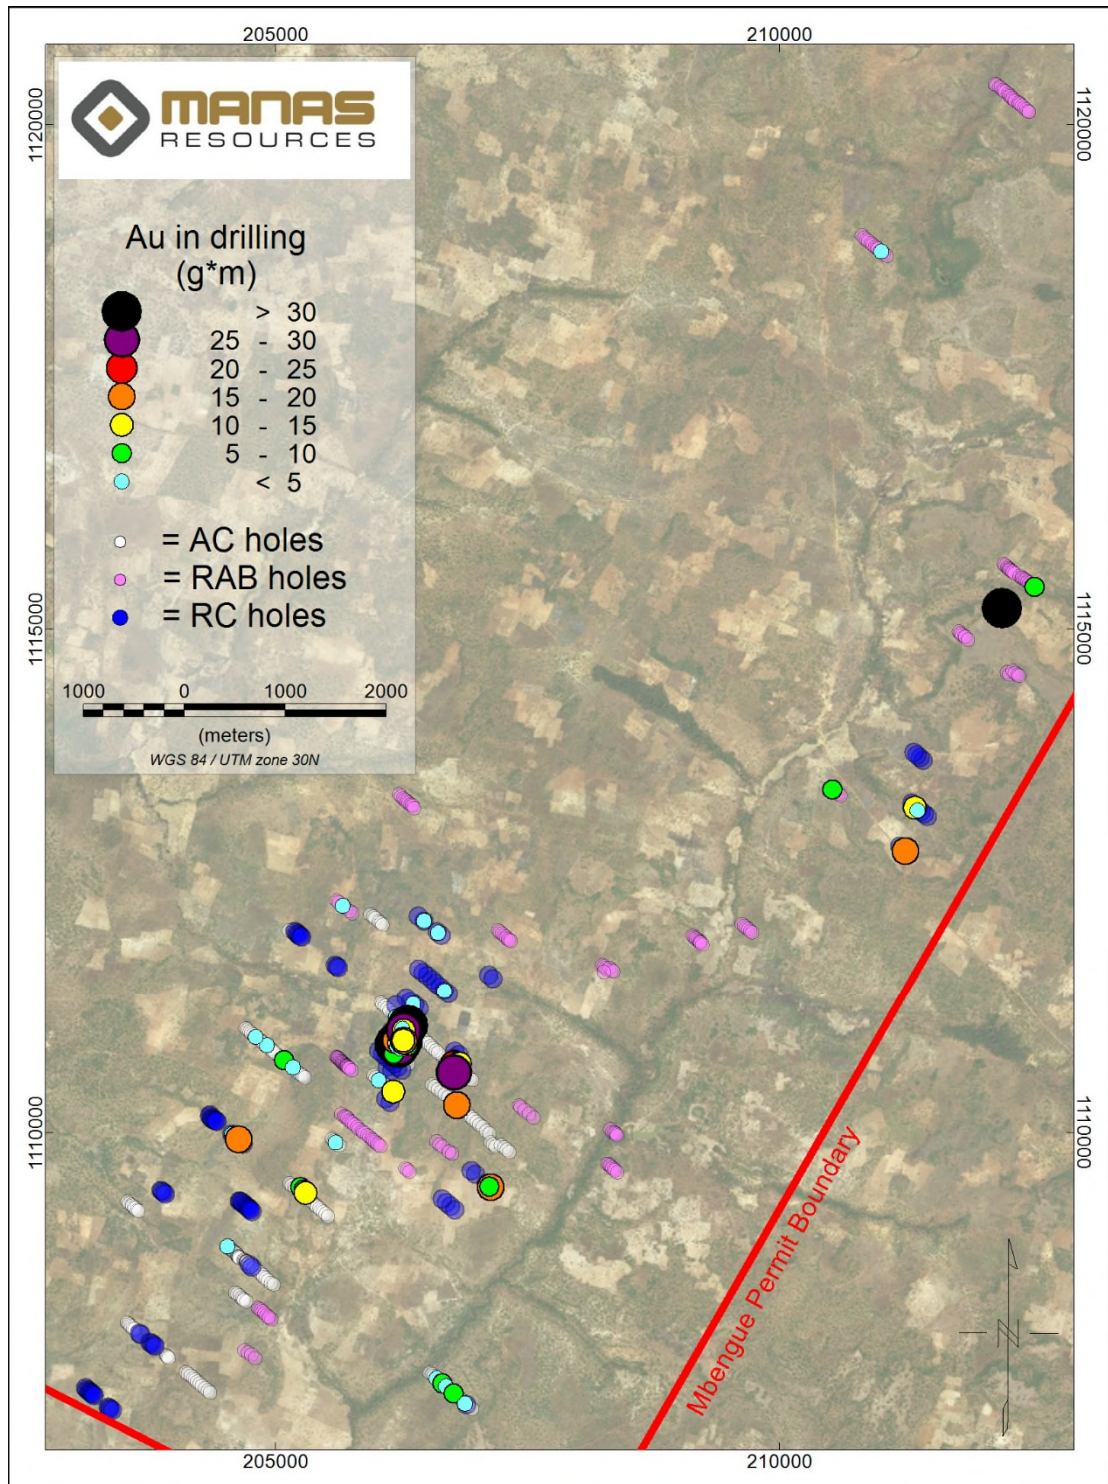 205000
210000
MANAS
RESOURCES
1120000
1120000
Au in drilling
(g*m)
> 30
25 - 30
20 - 25
15 - 20
10 - 15
5 - 10
< 5
= AC holes
= RAB holes
= RC holes
1115000
1115000
1000 0 1000 2000
(meters)
WGS 84 / UTM zone 30N
1110000
1110000
Mbengue Permit Boundary
N
205000
210000